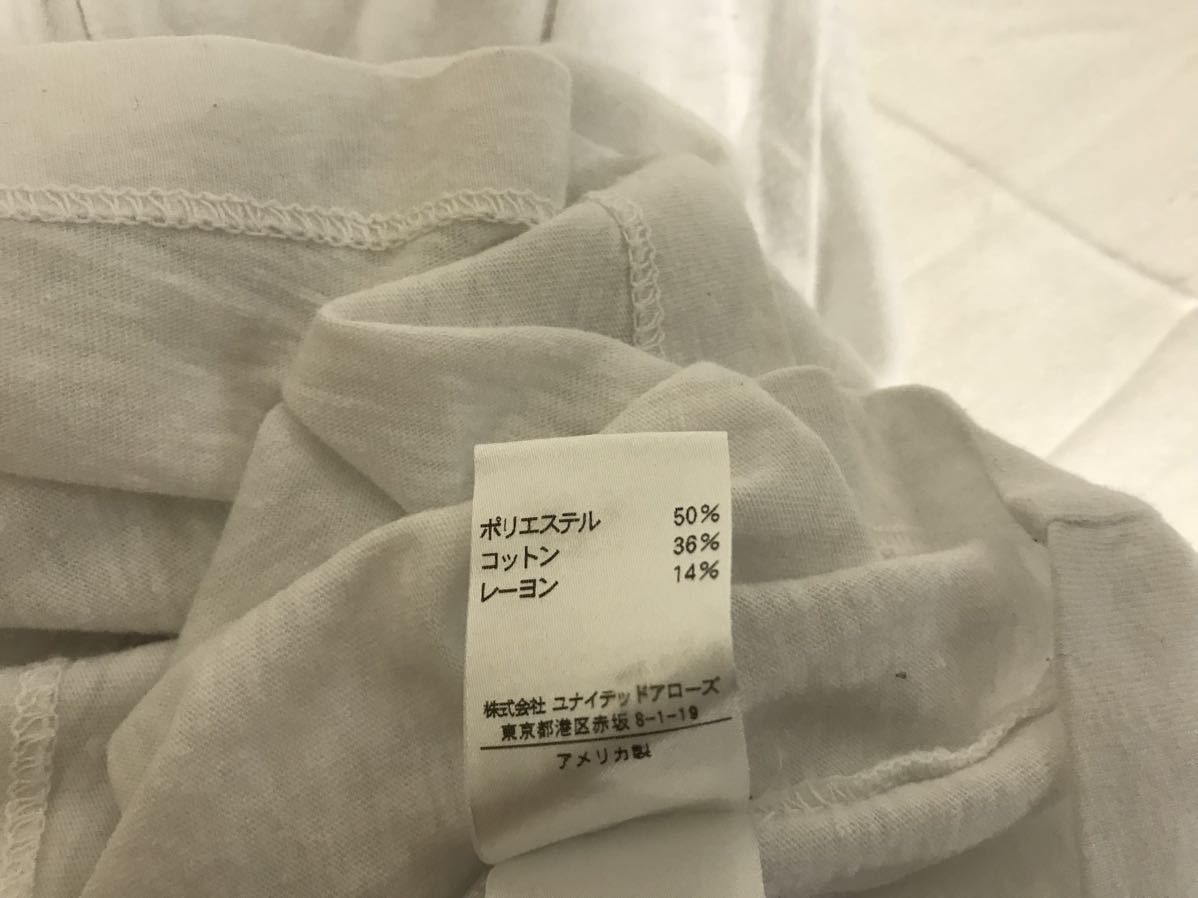 ポリエステル 50%
コットン 36%
レーヨン 14%
株式会社 ユナイテッドアローズ
東京都港区赤坂 8-1-19
アメリカ製